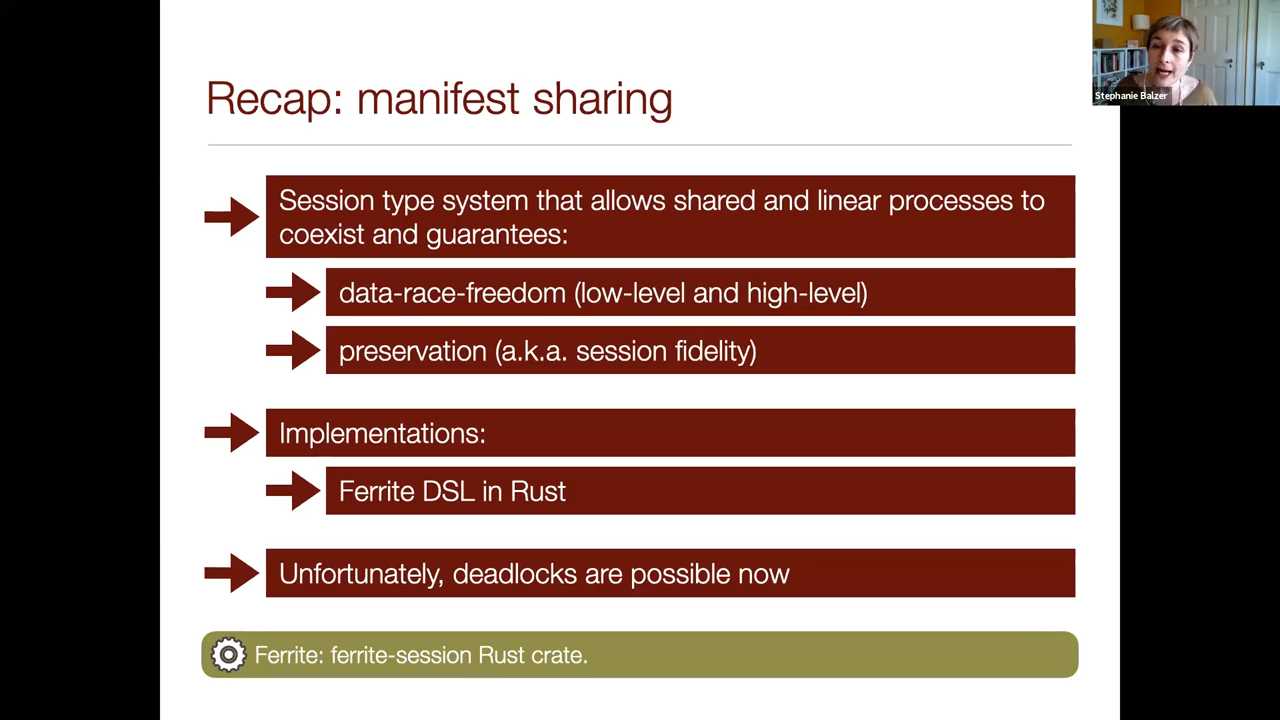 Recap: manifest sharing
Stephanie Balzer
Session type system that allows shared and linear processes to
coexist and guarantees:
data-race-freedom (low-level and high-level)
preservation (a.k.a. session fidelity)
Implementations:
Ferrite DSL in Rust
Unfortunately, deadlocks are possible now
Ferrite: ferrite-session Rust crate.